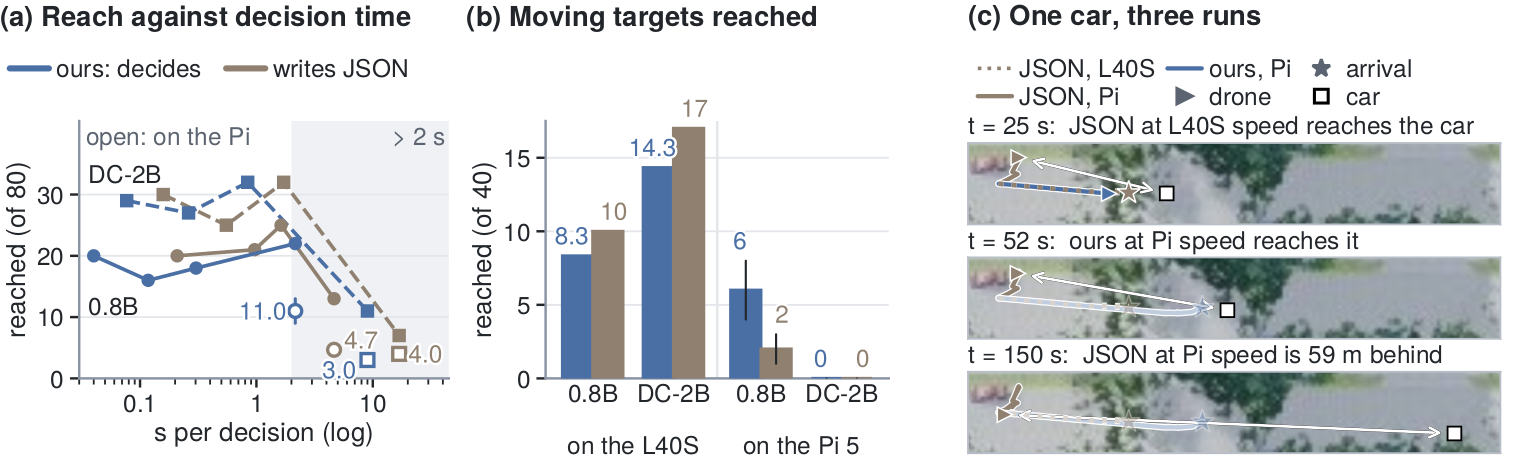 (a) Reach against decision time
ours: decides
writes JSON
open: on the Pi
> 2 s
DC-2B
0.8B
11.0
4.7
3.0
4.0
reached (of 80)
30
20
10
0
0.1
1
10
s per decision (log)
(b) Moving targets reached
reached (of 40)
15
10
5
0
8.3
10
14.3
17
6
2
0
0
0.8B
DC-2B
0.8B
DC-2B
on the L40S
on the Pi 5
(c) One car, three runs
JSON, L40S
ours, Pi
arrival
JSON, Pi
drone
car
t = 25 s: JSON at L40S speed reaches the car
t = 52 s: ours at Pi speed reaches it
t = 150 s: JSON at Pi speed is 59 m behind